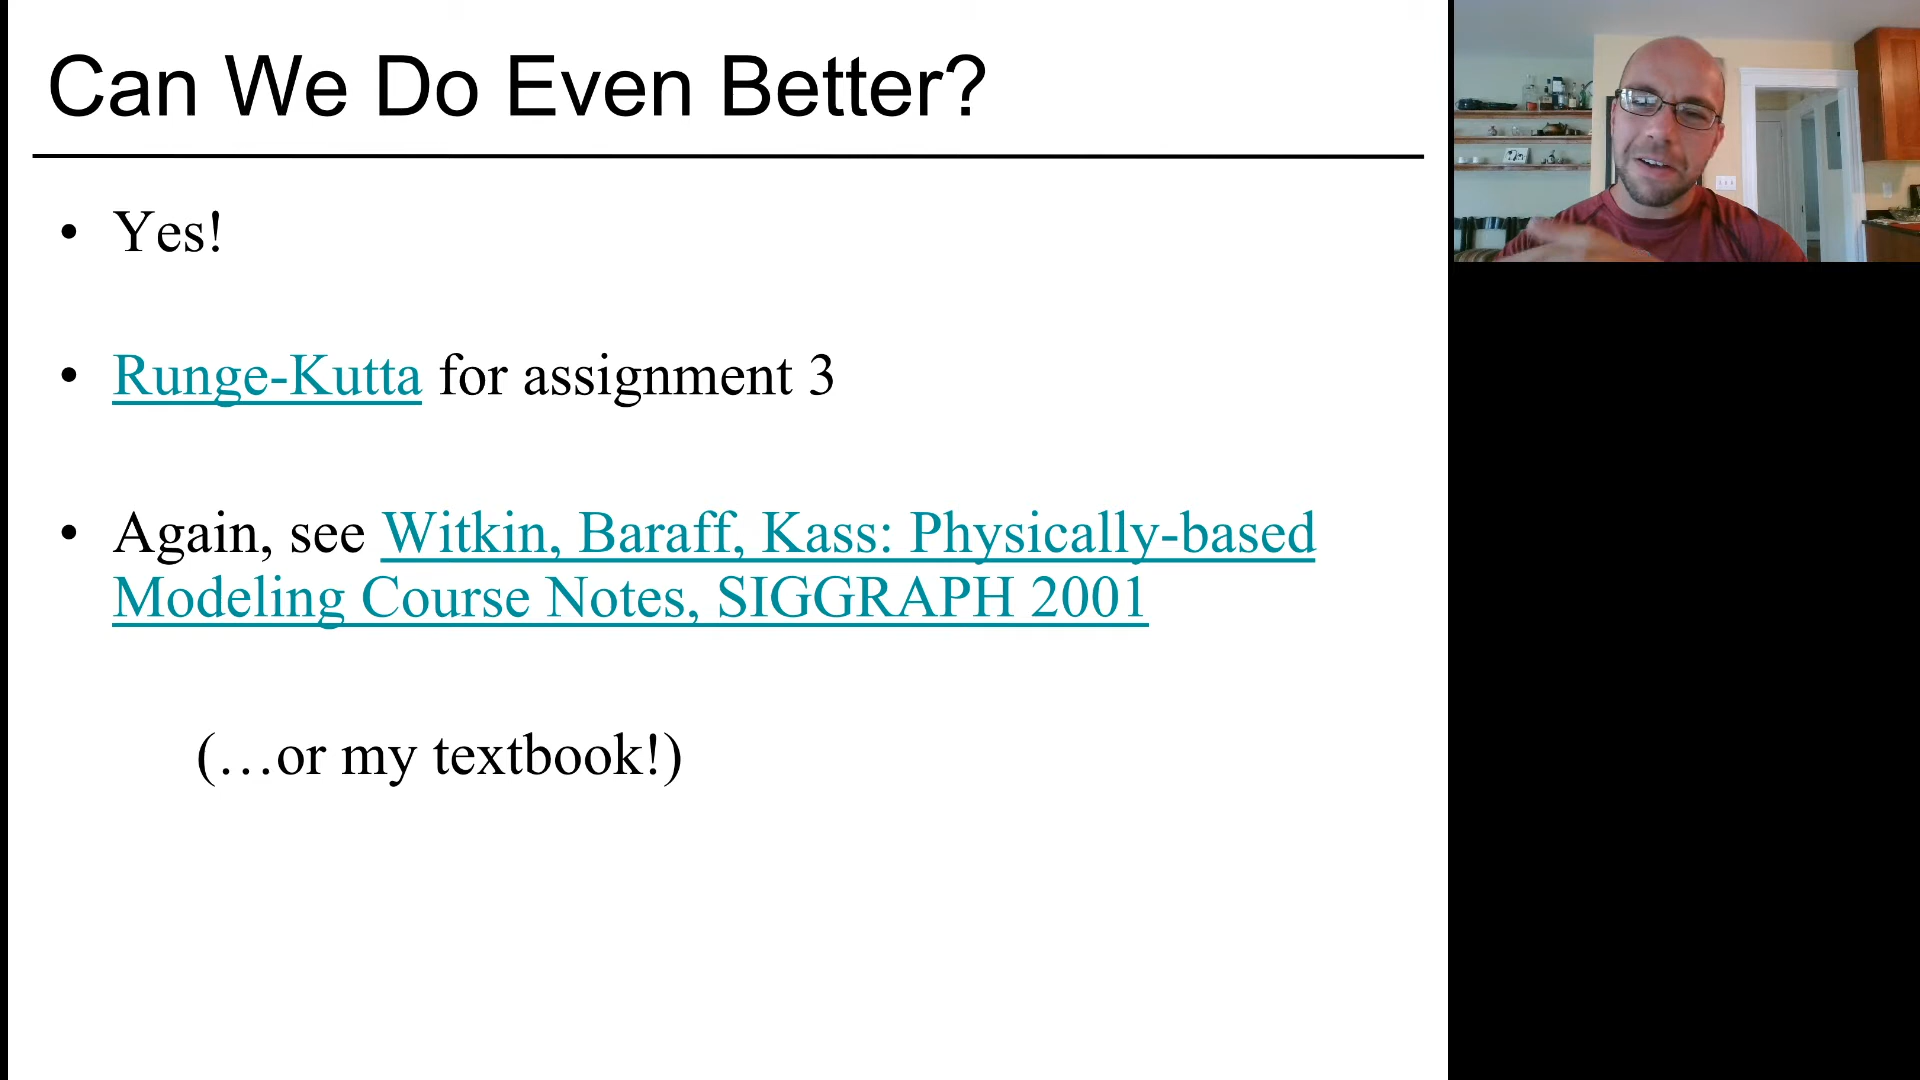 Can We Do Even Better?
• Yes!
• Runge-Kutta for assignment 3
• Again, see Witkin, Baraff, Kass: Physically-based
Modeling Course Notes, SIGGRAPH 2001
(…or my textbook!)